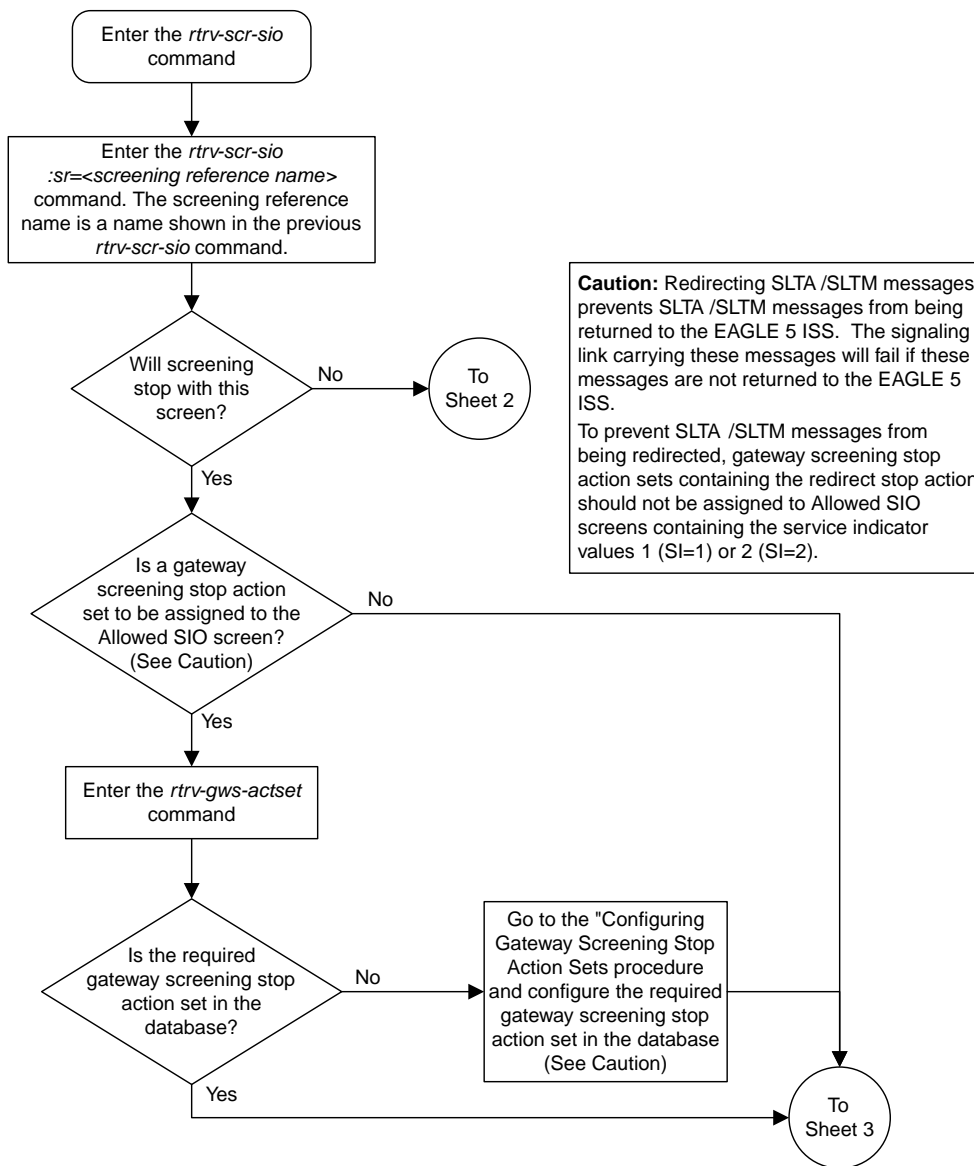 Enter the rtrv-scr-sio
command
Enter the rtrv-scr-sio
:sr=<screening reference name>
command. The screening reference
name is a name shown in the previous
rtrv-scr-sio command.
Caution: Redirecting SLTA /SLTM messages
prevents SLTA /SLTM messages from being
returned to the EAGLE 5 ISS. The signaling
link carrying these messages will fail if these
messages are not returned to the EAGLE 5
ISS.
To prevent SLTA /SLTM messages from
being redirected, gateway screening stop
action sets containing the redirect stop action
should not be assigned to Allowed SIO
screens containing the service indicator
values 1 (SI=1) or 2 (SI=2).
Will screening
stop with this
screen?
No
To
Sheet 2
Yes
Is a gateway
screening stop action
set to be assigned to the
Allowed SIO screen?
(See Caution)
No
Yes
Enter the rtrv-gws-actset
command
Is the required
gateway screening stop
action set in the
database?
No
Go to the "Configuring
Gateway Screening Stop
Action Sets procedure
and configure the required
gateway screening stop
action set in the database
(See Caution)
Yes
To
Sheet 3